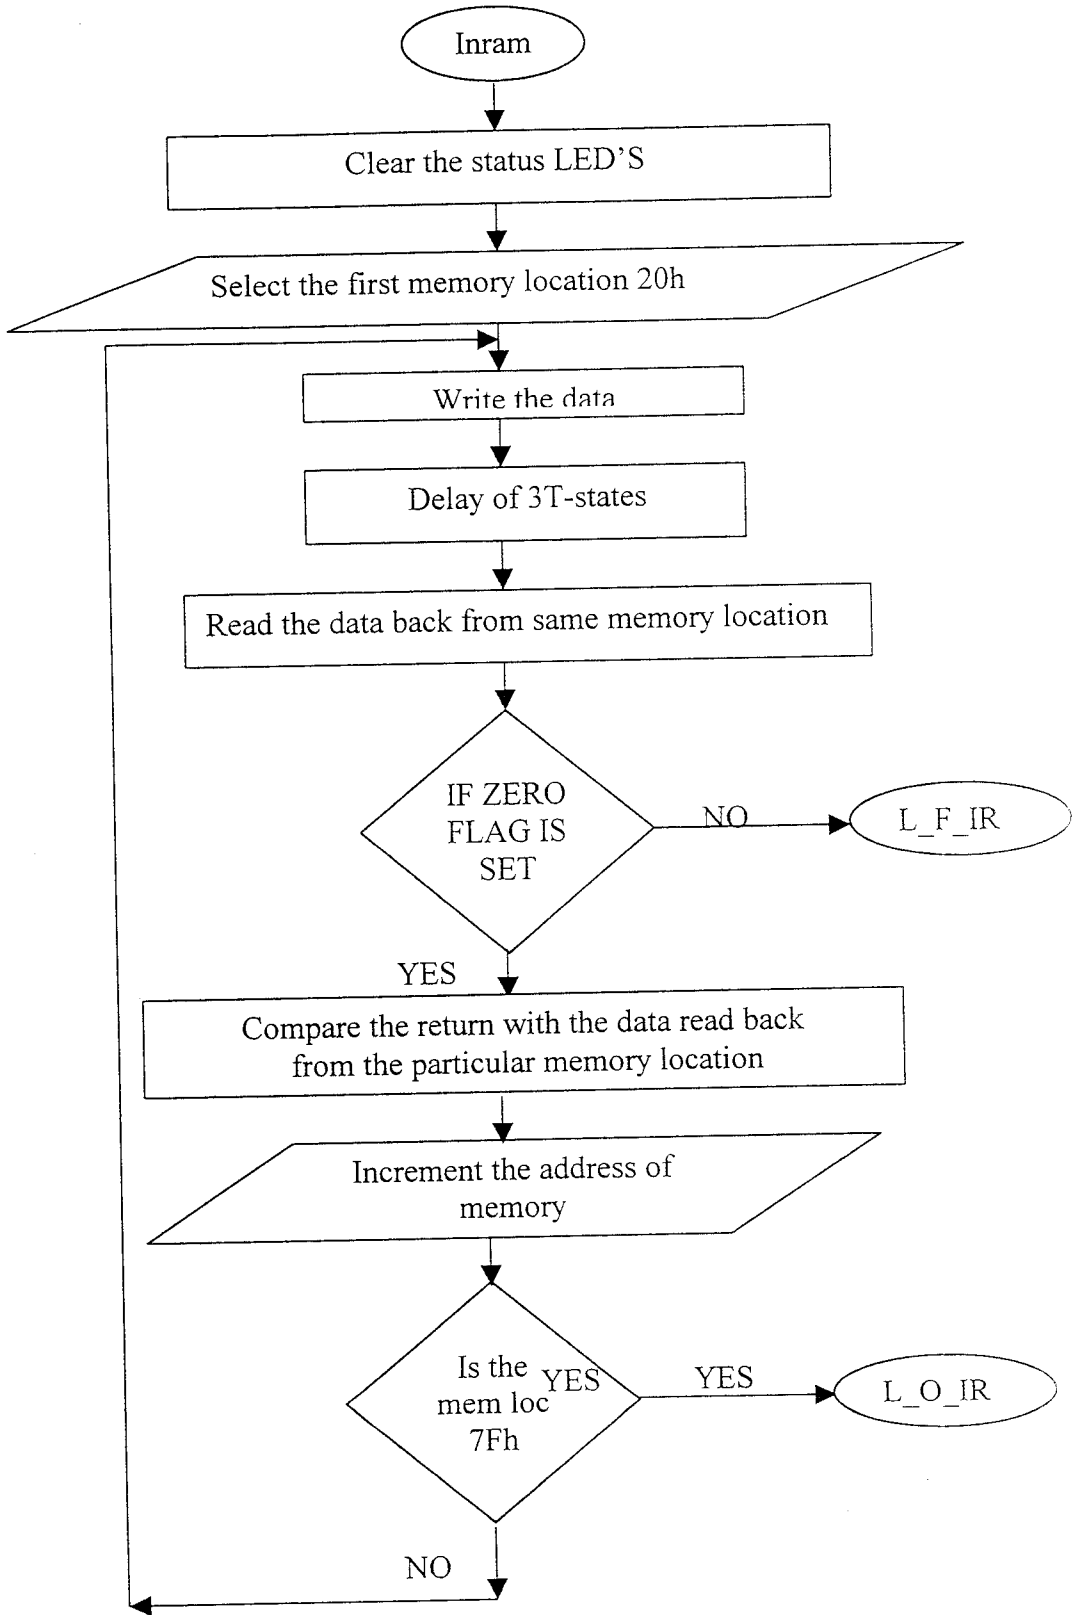 Inram
Clear the status LED'S
Select the first memory location 20h
Write the data
Delay of 3T-states
Read the data back from same memory location
IF ZERO
FLAG IS
SET
NO
L_F_IR
YES
Compare the return with the data read back
from the particular memory location
Increment the address of
memory
Is the
mem loc
7Fh
YES
YES
L_O_IR
NO